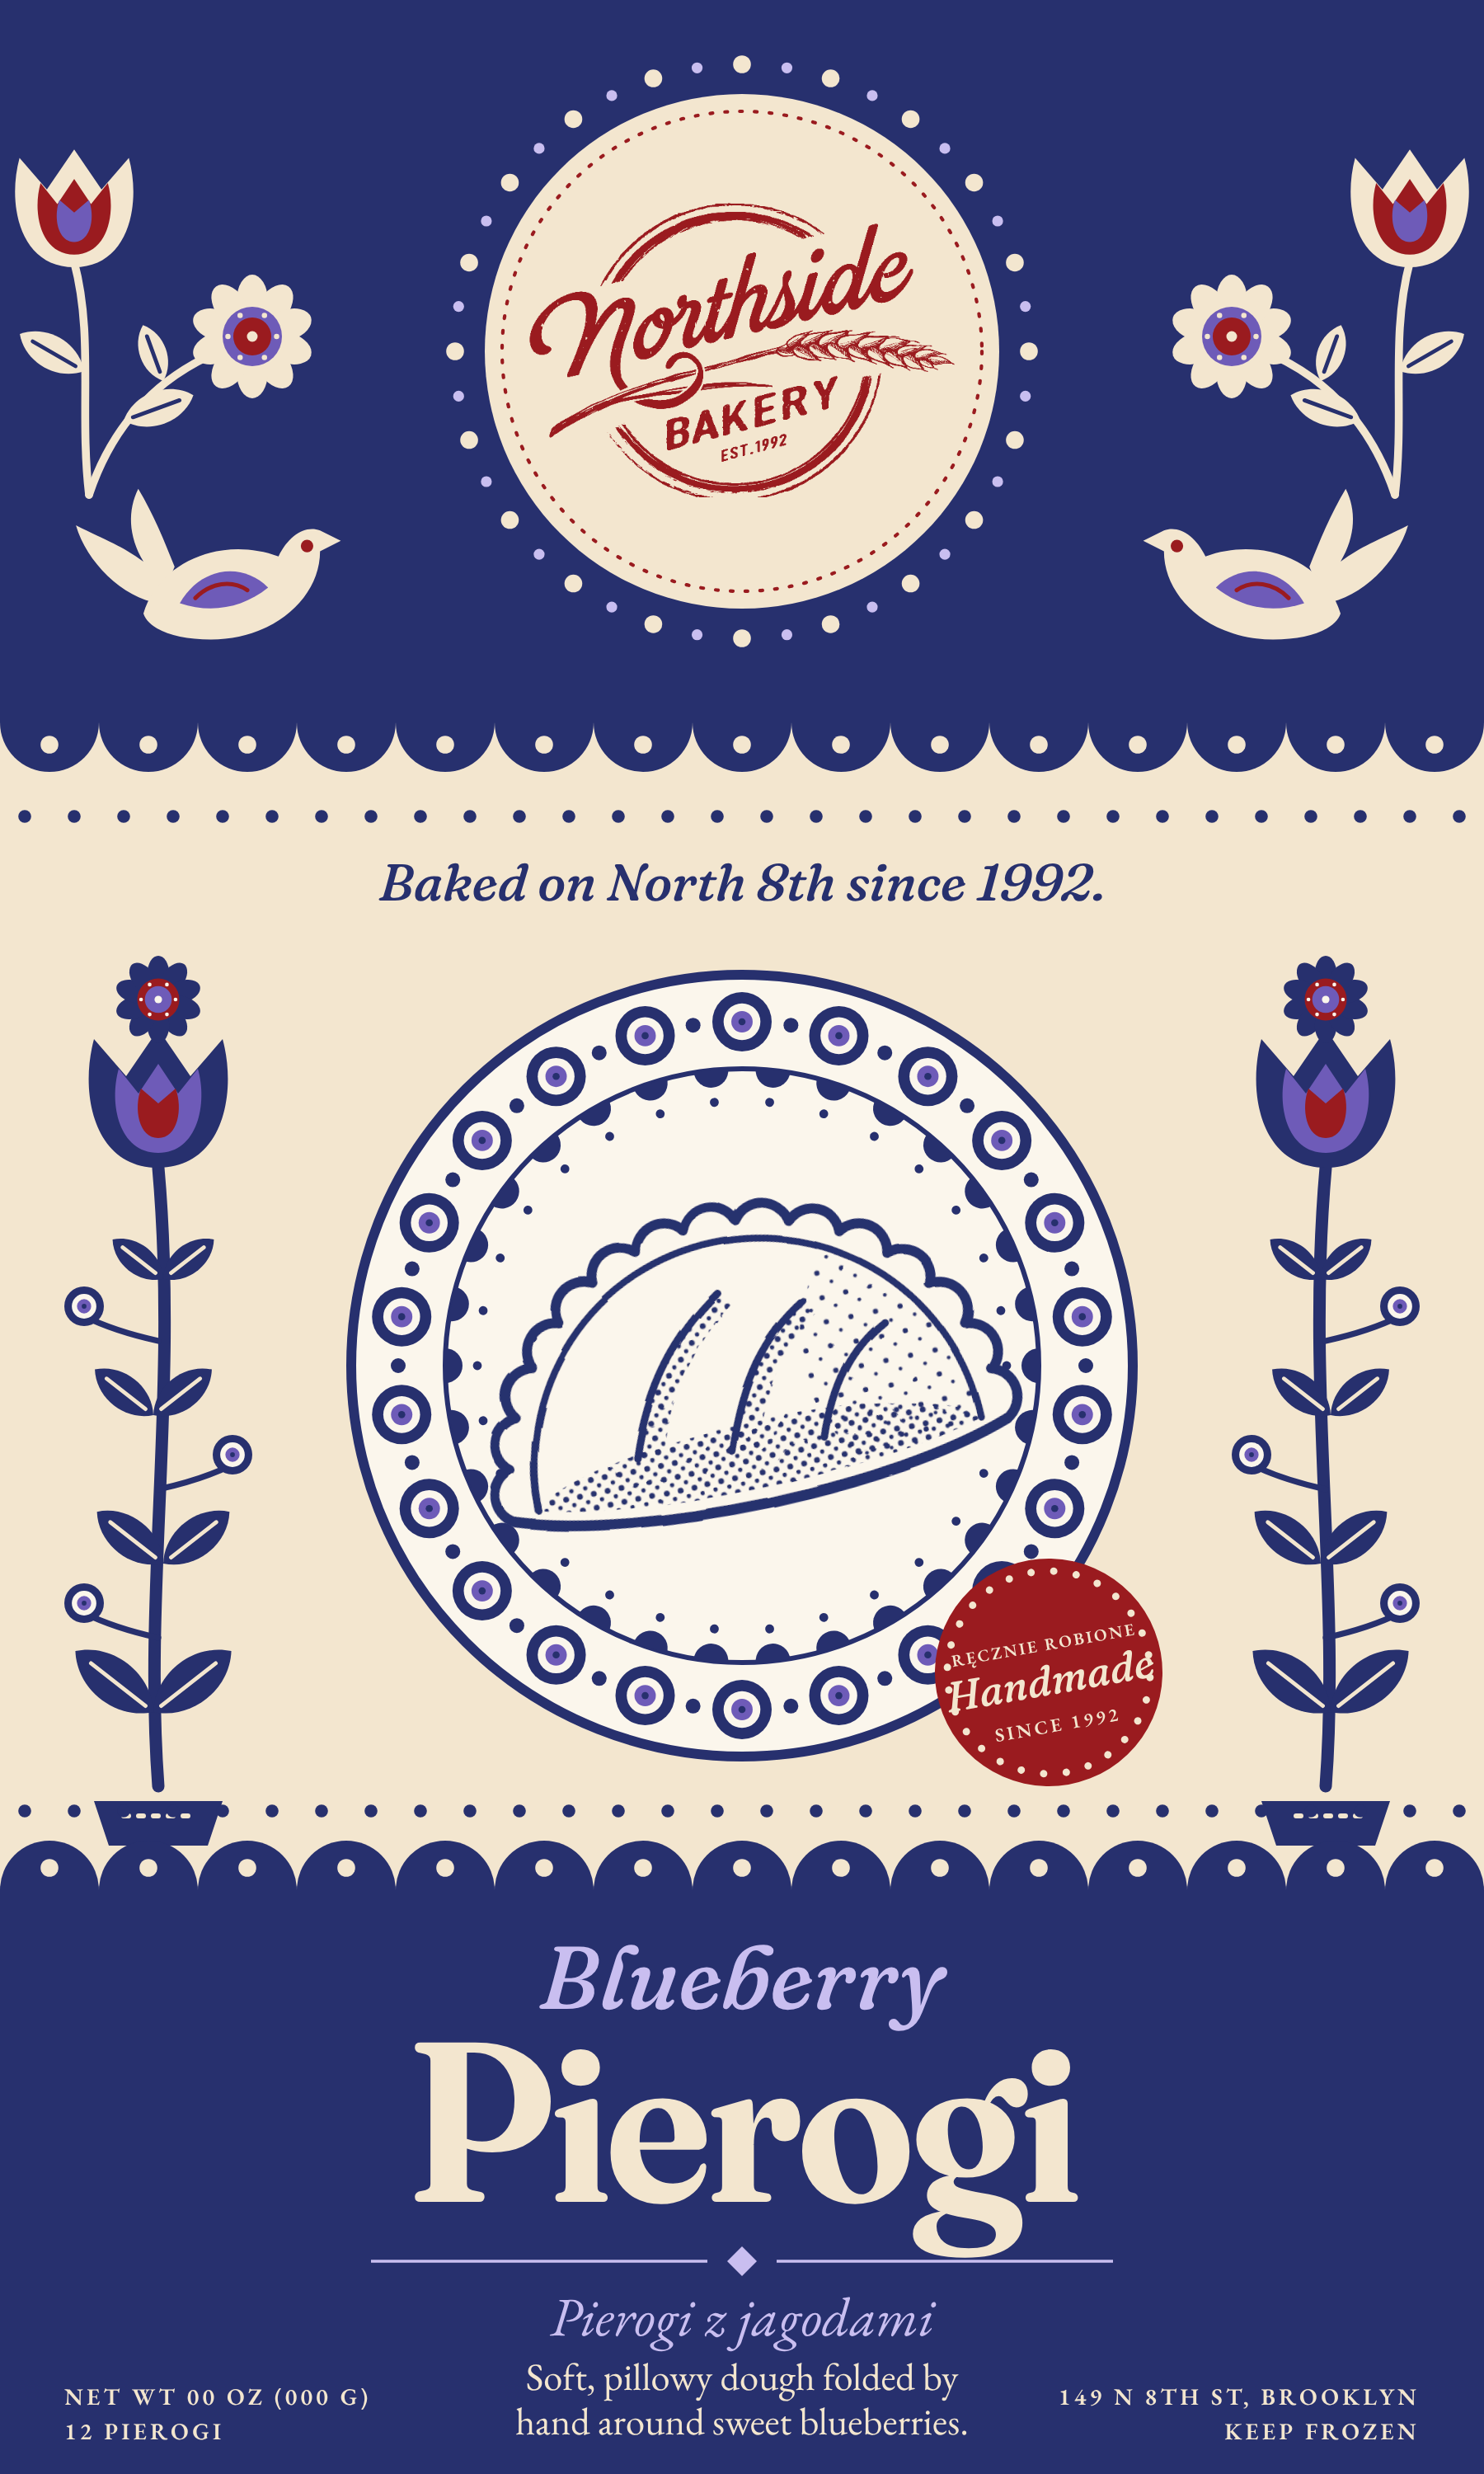 Northside
BAKERY
EST.1992
Baked on North 8th since 1992.
RĘCZNIE ROBIONE
Handmade
SINCE 1992
Blueberry
Pierogi
Pierogi z jagodami
Soft, pillowy dough folded by
hand around sweet blueberries.
NET WT 00 OZ (000 G)
12 PIEROGI
149 N 8TH ST, BROOKLYN
KEEP FROZEN